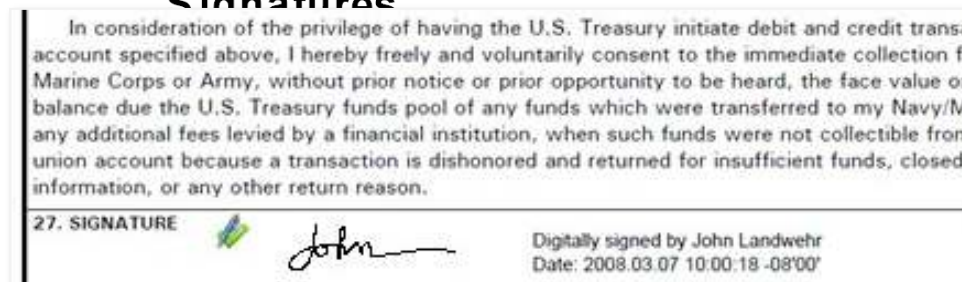 Signatures
In consideration of the privilege of having the U.S. Treasury initiate debit and credit transa
account specified above, I hereby freely and voluntarily consent to the immediate collection f
Marine Corps or Army, without prior notice or prior opportunity to be heard, the face value o
balance due the U.S. Treasury funds pool of any funds which were transferred to my Navy/M
any additional fees levied by a financial institution, when such funds were not collectible from
union account because a transaction is dishonored and returned for insufficient funds, closed
information, or any other return reason.
27. SIGNATURE
John
Digitally signed by John Landwehr
Date: 2008.03.07 10:00:18 -08'00'